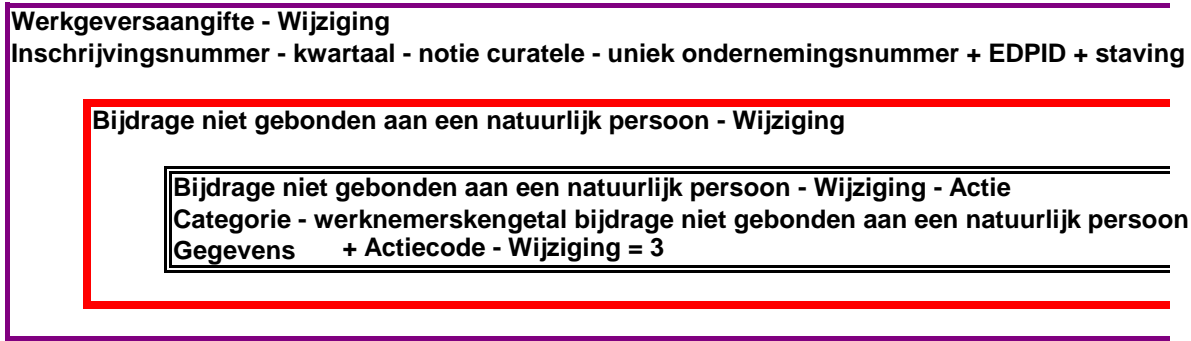 Werkgeversaangifte - Wijziging
Inschrijvingsnummer - kwartaal - notie curatele - uniek ondernemingsnummer + EDPID + staving
Bijdrage niet gebonden aan een natuurlijk persoon - Wijziging
Bijdrage niet gebonden aan een natuurlijk persoon - Wijziging - Actie
Categorie - werknemerskengetal bijdrage niet gebonden aan een natuurlijk persoon
Gegevens + Actiecode - Wijziging = 3